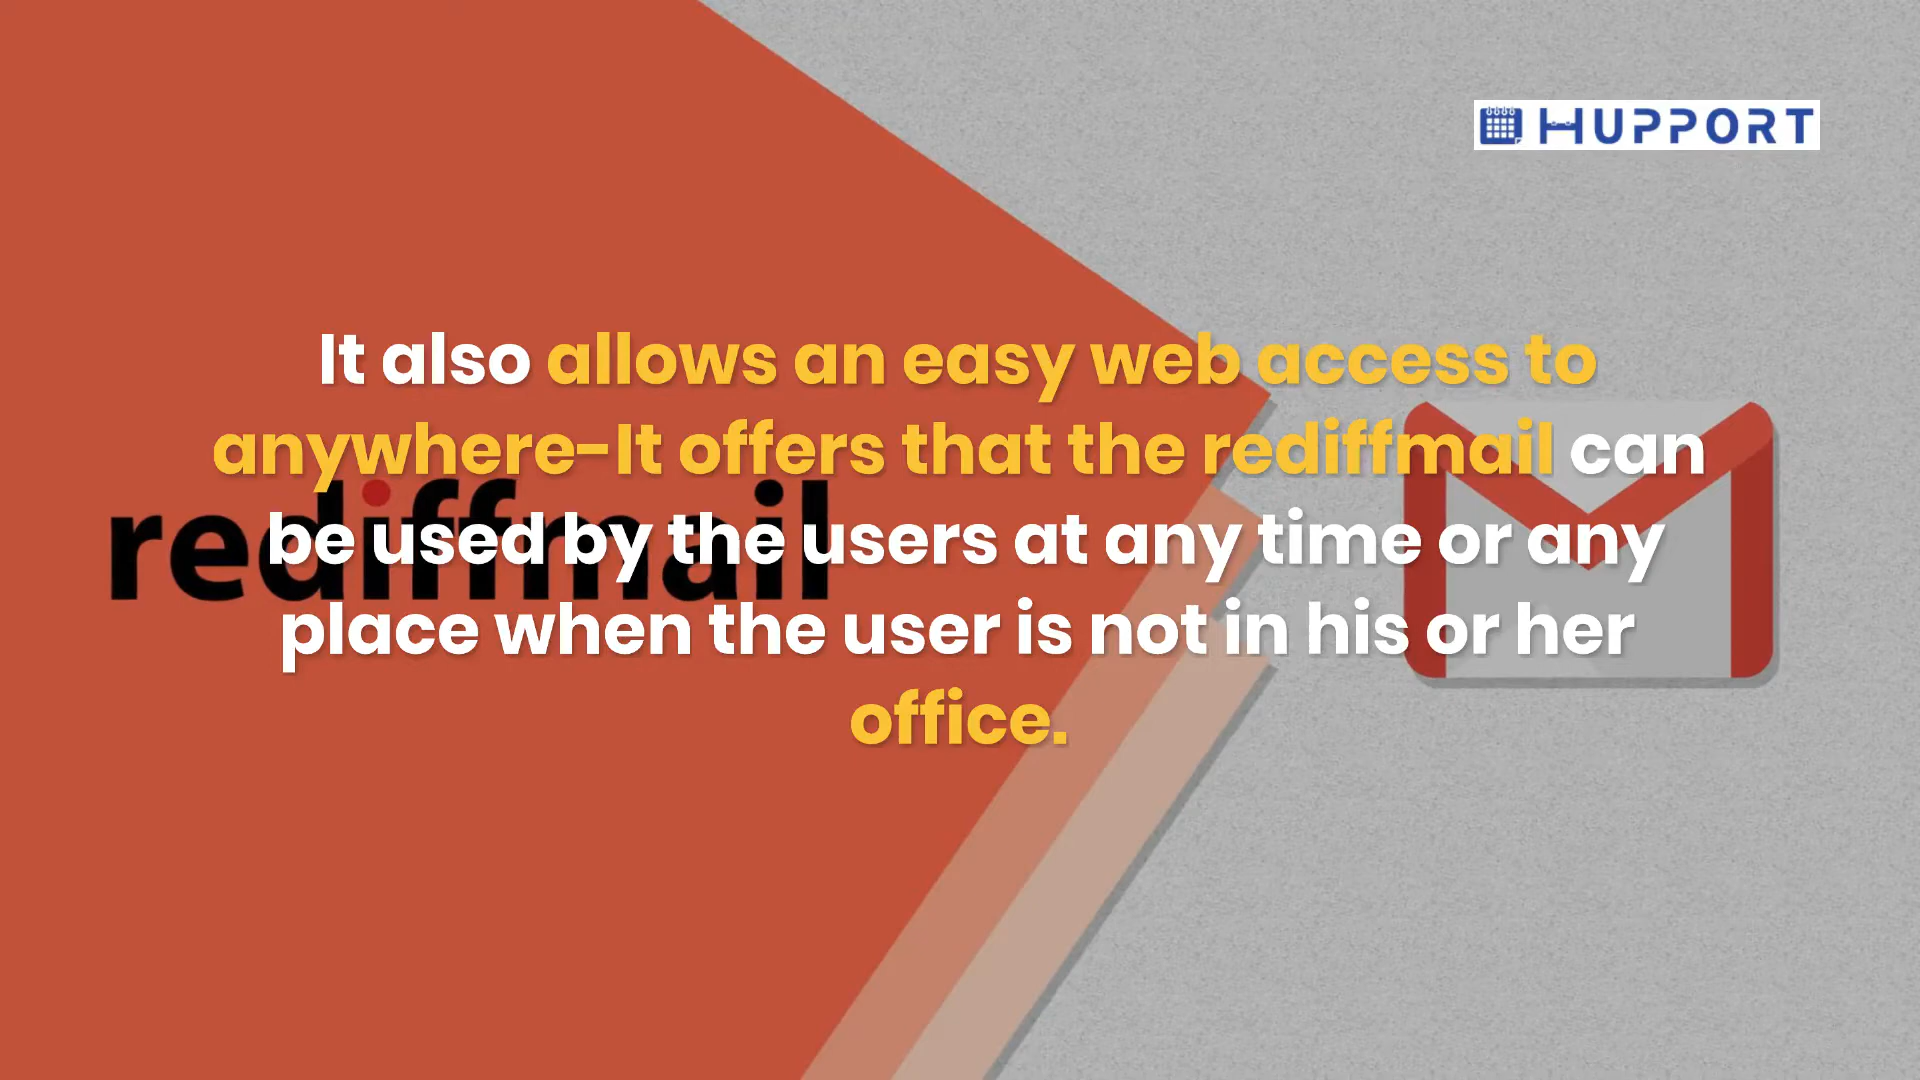 HUPPORT
It also allows an easy web access to
anywhere-It offers that the rediffmail can
be used by the users at any time or any
place when the user is not in his or her
office.
rediffmail